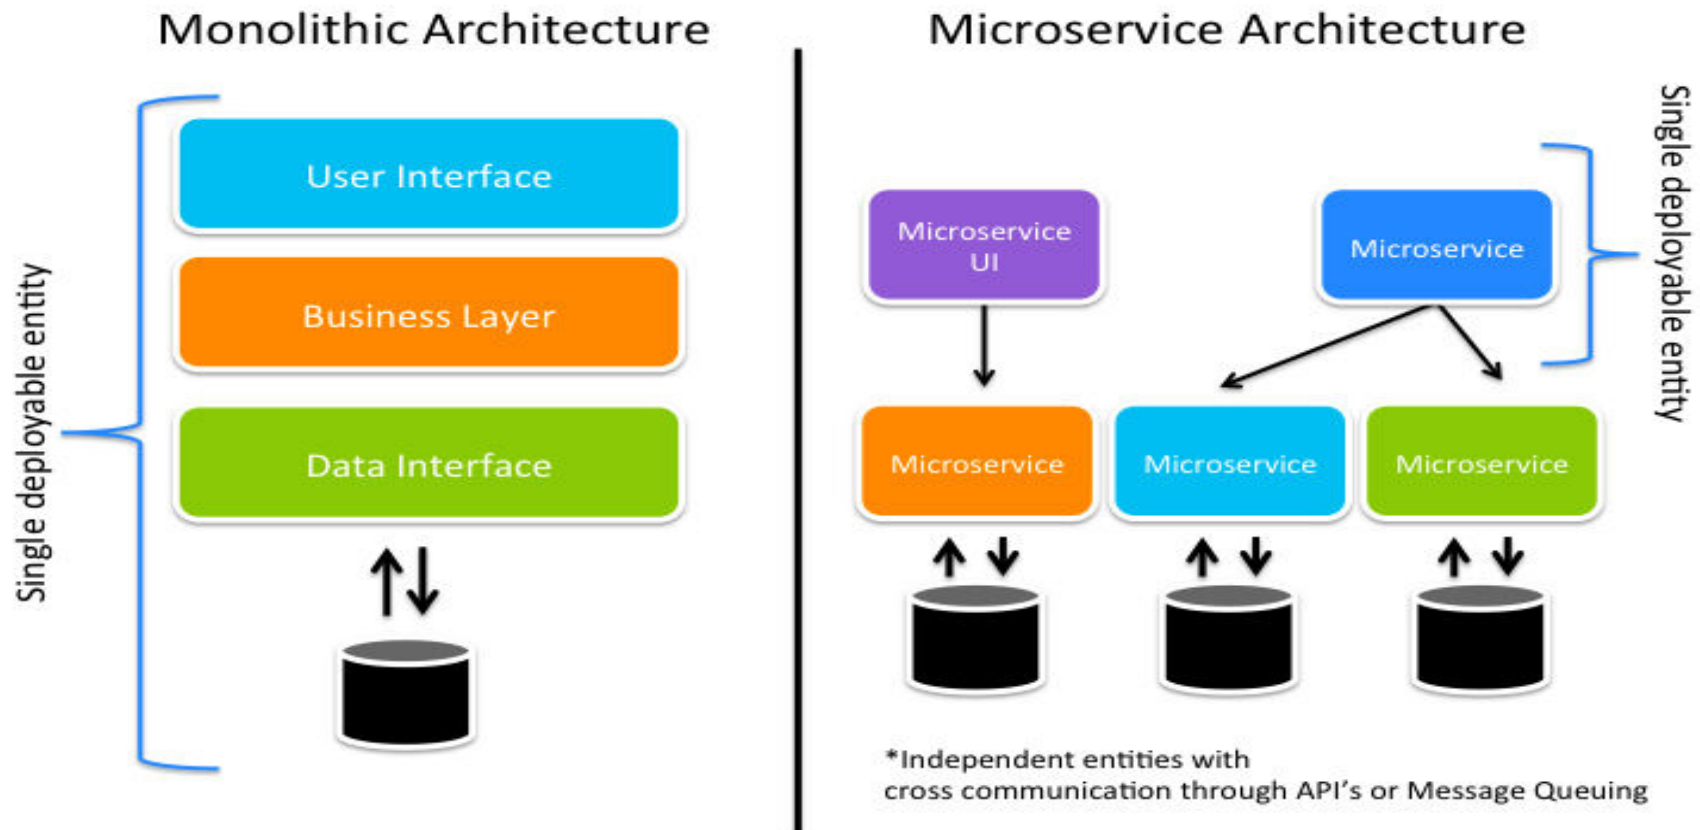 Monolithic Architecture
Single deployable entity
User Interface
Business Layer
Data Interface
Microservice Architecture
Single deployable entity
Microservice
UI
Microservice
Microservice
Microservice
Microservice
*Independent entities with
cross communication through API's or Message Queuing